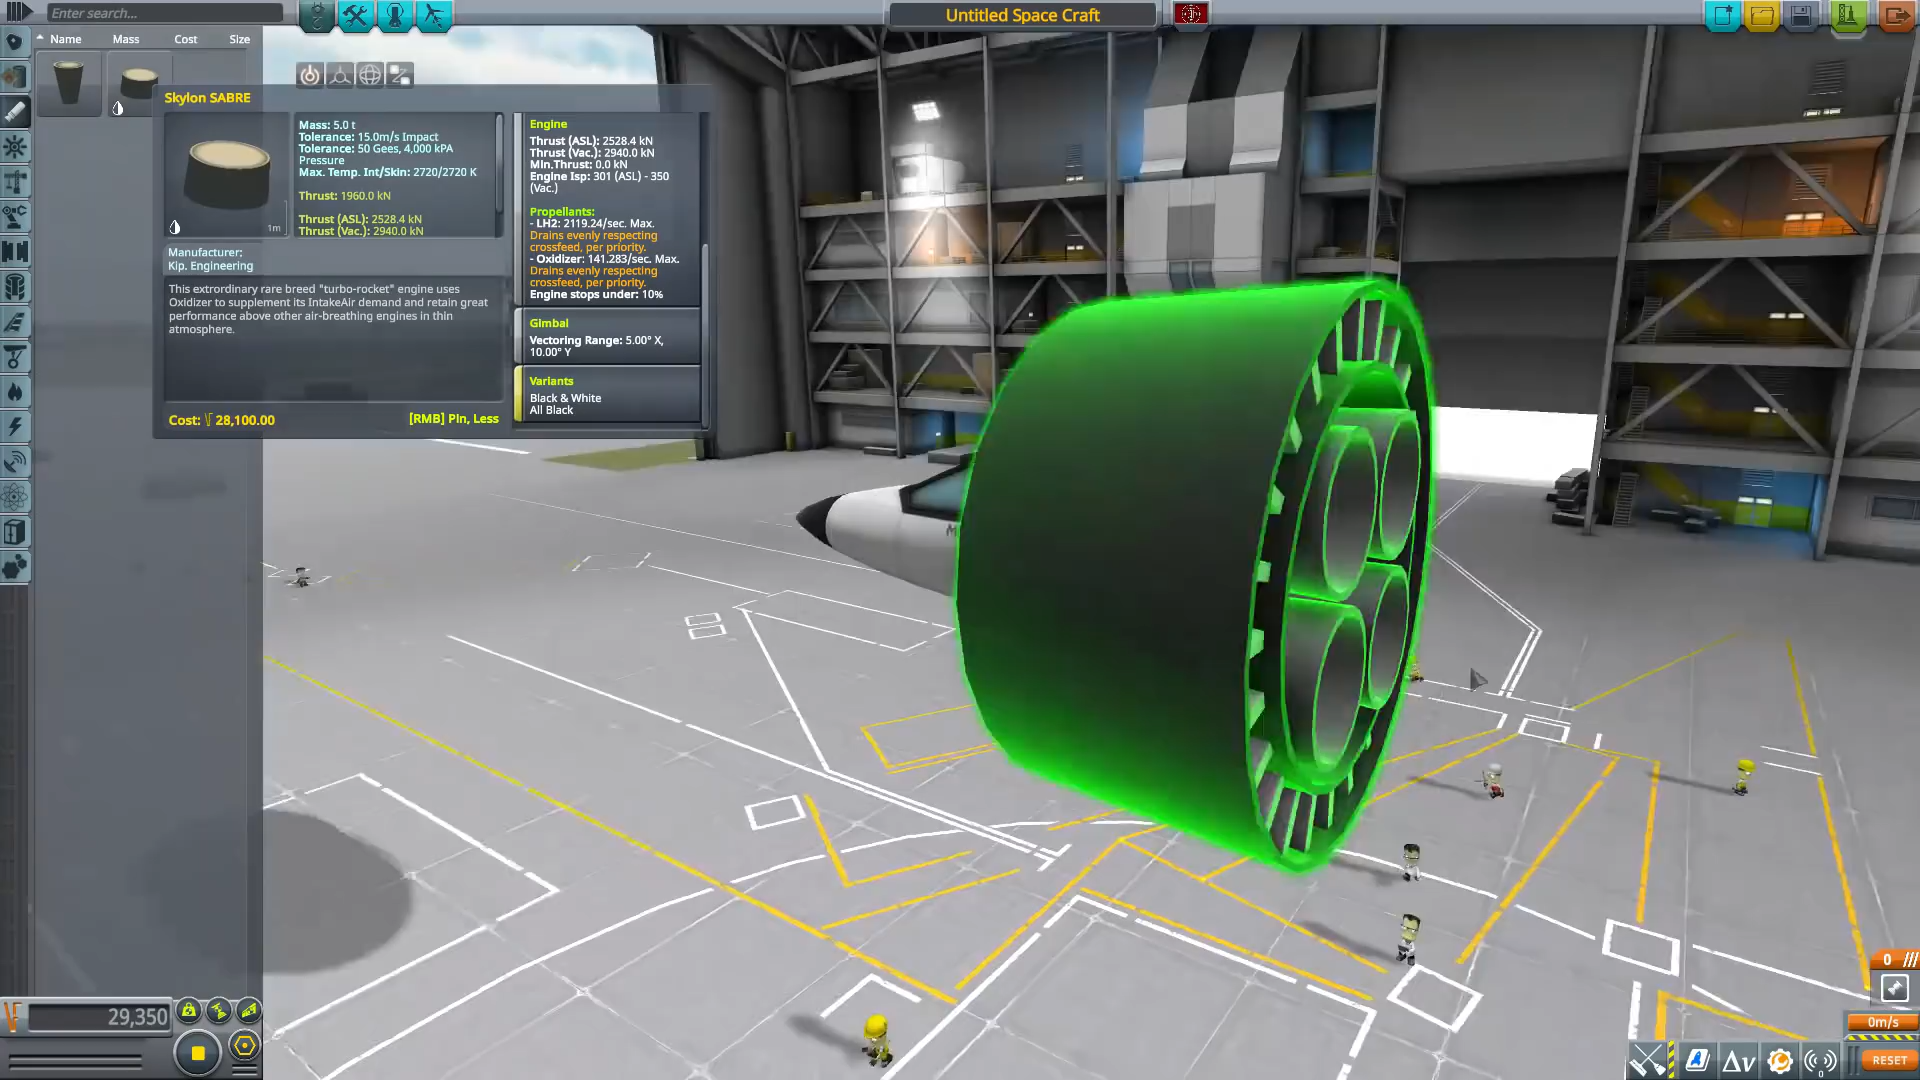 Enter search...
Untitled Space Craft
Name Mass Cost Size
Skylon SABRE
Mass: 5.0 t
Tolerance: 15.0m/s Impact
Tolerance: 50 Gees, 4,000 kPA
Pressure
Max. Temp. Int/Skin: 2720/2720 K
Thrust: 1960.0 kN
Thrust (ASL): 2528.4 kN
Thrust (Vac.): 2940.0 kN
1m
Manufacturer:
Kip. Engineering
This extrordinary rare breed "turbo-rocket" engine uses
Oxidizer to supplement its IntakeAir demand and retain great
performance above other air-breathing engines in thin
atmosphere.
Cost: 28,100.00
[RMB] Pin, Less
Engine
Thrust (ASL): 2528.4 kN
Thrust (Vac.): 2940.0 kN
Min.Thrust: 0.0 kN
Engine Isp: 301 (ASL) - 350
(Vac.)
Propellants:
- LH2: 2119.24/sec. Max.
Drains evenly respecting
crossfeed, per priority.
- Oxidizer: 141.283/sec. Max.
Drains evenly respecting
crossfeed, per priority.
Engine stops under: 10%
Gimbal
Vectoring Range: 5.00° X,
10.00° Y
Variants
Black & White
All Black
29,350
0
0m/s
Δv
0
RESET